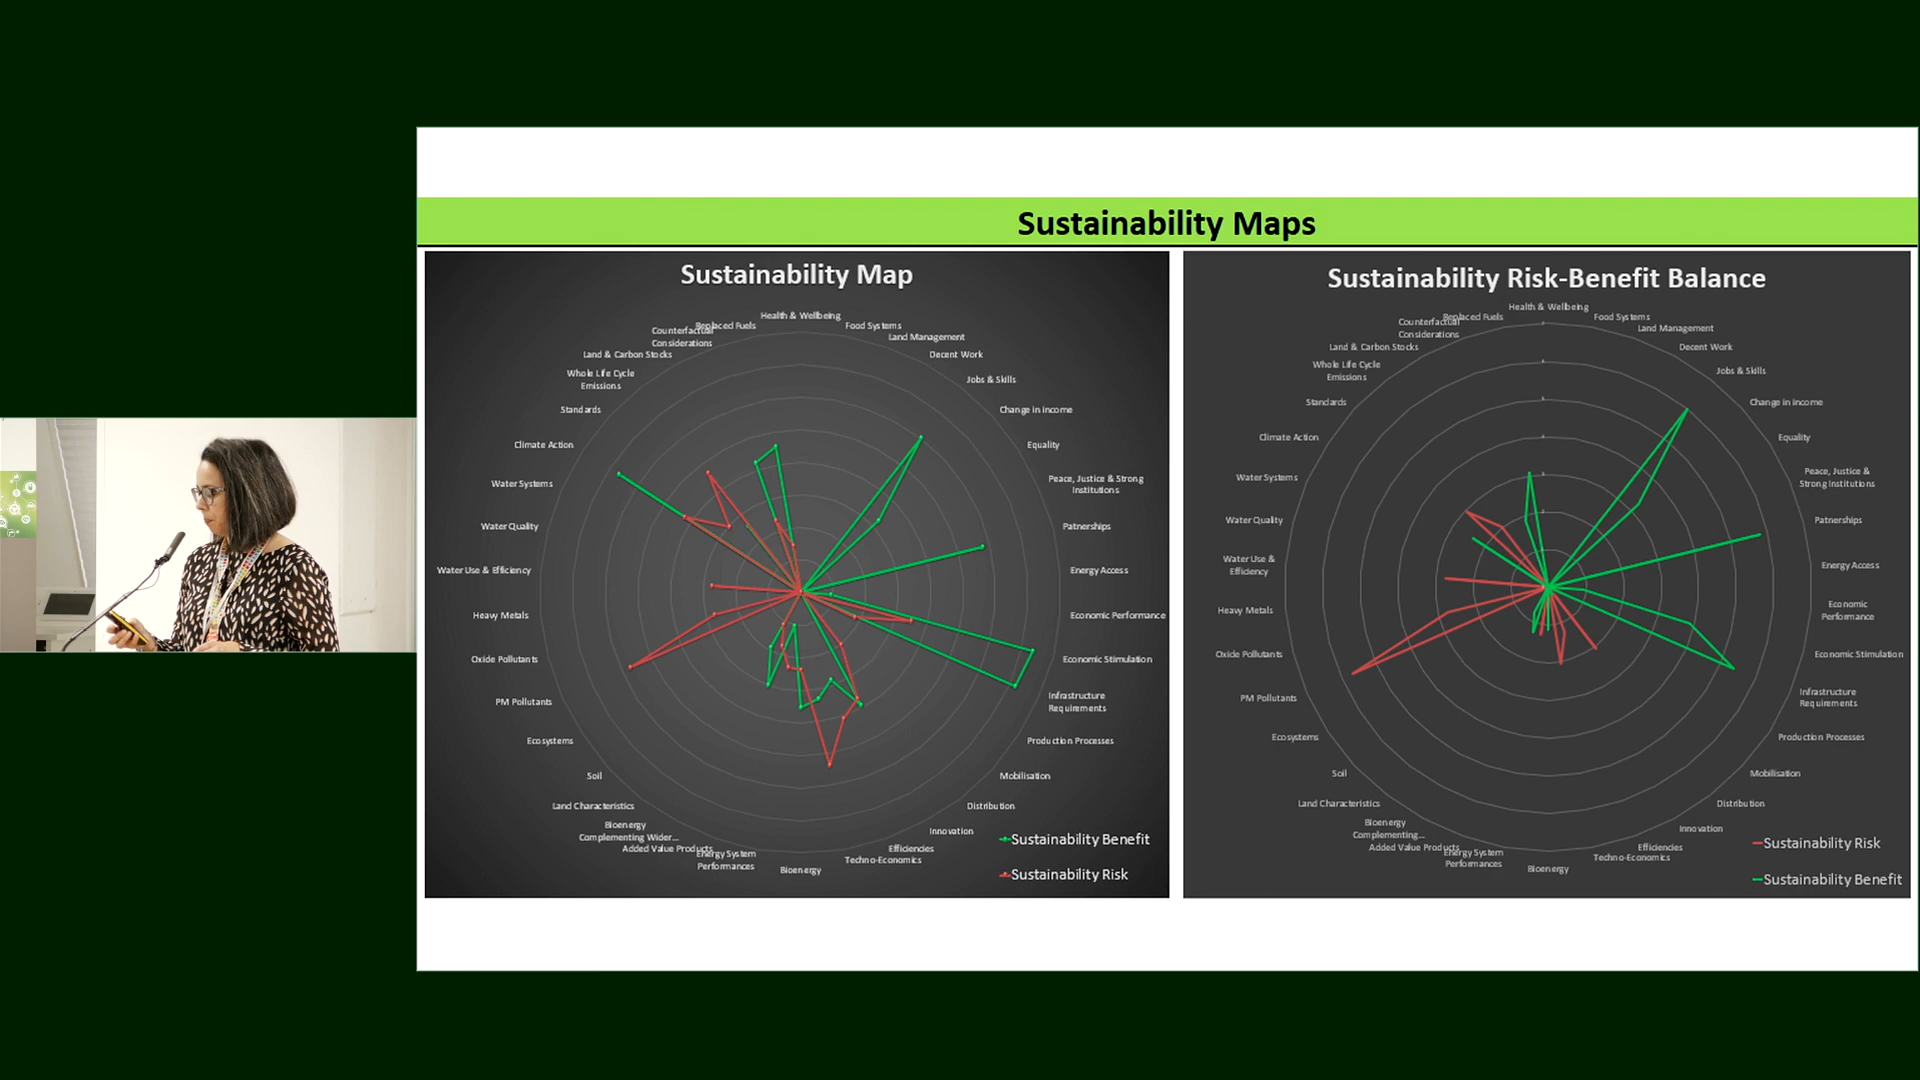 Sustainability Maps
Sustainability Map
Health & Wellbeing
Food Systems
Land Management
Decent Work
Jobs & Skills
Change in income
Equality
Peace, Justice & Strong
Institutions
Patnerships
Energy Access
Economic Performance
Economic Stimulation
Infrastructure
Requirements
Production Processes
Mobilisation
Distribution
Innovation
Efficiencies
Techno-Economics
Bioenergy
Energy System
Performances
Added Value Products
Bioenergy
Complementing Wider...
Land Characteristics
Soil
Ecosystems
PM Pollutants
Oxide Pollutants
Heavy Metals
Water Use & Efficiency
Water Quality
Water Systems
Climate Action
Standards
Whole Life Cycle
Emissions
Land & Carbon Stocks
Counterfactual
Considerations
Replaced Fuels
Sustainability Benefit
Sustainability Risk
Sustainability Risk-Benefit Balance
Health & Wellbeing
Food Systems
Land Management
Decent Work
Jobs & Skills
Change in income
Equality
Peace, Justice &
Strong Institutions
Patnerships
Energy Access
Economic
Performance
Economic Stimulation
Infrastructure
Requirements
Production Processes
Mobilisation
Distribution
Innovation
Efficiencies
Techno-Economics
Bioenergy
Energy System
Performances
Added Value Products
Bioenergy
Complementing...
Land Characteristics
Soil
Ecosystems
PM Pollutants
Oxide Pollutants
Heavy Metals
Water Use &
Efficiency
Water Quality
Water Systems
Climate Action
Standards
Whole Life Cycle
Emissions
Land & Carbon Stocks
Counterfactual
Considerations
Replaced Fuels
Sustainability Risk
Sustainability Benefit